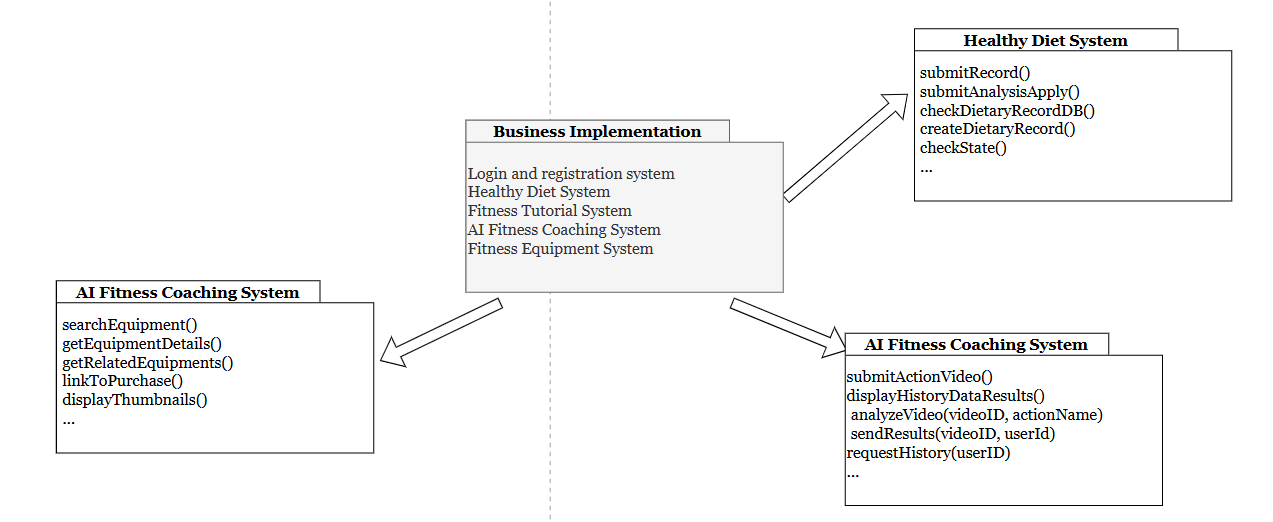 Healthy Diet System
submitRecord()
submitAnalysisApply()
checkDietaryRecordDB()
createDietaryRecord()
checkState()
...
Business Implementation
Login and registration system
Healthy Diet System
Fitness Tutorial System
AI Fitness Coaching System
Fitness Equipment System
AI Fitness Coaching System
searchEquipment()
getEquipmentDetails()
getRelatedEquipments()
linkToPurchase()
displayThumbnails()
...
AI Fitness Coaching System
submitActionVideo()
displayHistoryDataResults()
analyzeVideo(videoID, actionName)
sendResults(videoID, userId)
requestHistory(userID)
...